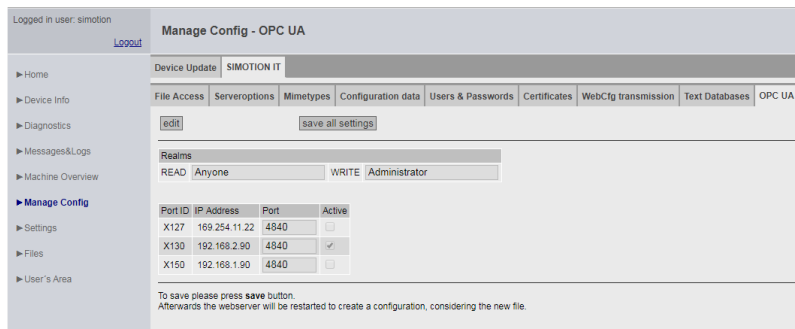 Logged in user: simotion
Logout
Manage Config - OPC UA
Device Update SIMOTION IT
File Access Serveroptions Mimetypes Configuration data Users & Passwords Certificates WebCfg transmission Text Databases OPC UA
►Home
►Device Info
►Diagnostics
►Messages&Logs
►Machine Overview
►Manage Config
►Settings
►Files
►User's Area
edit save all settings
Realms
READ Anyone WRITE Administrator
Port ID IP Address Port Active
X127 169.254.11.22 4840
X130 192.168.2.90 4840
X150 192.168.1.90 4840
To save please press save button.
Afterwards the webserver will be restarted to create a configuration, considering the new file.